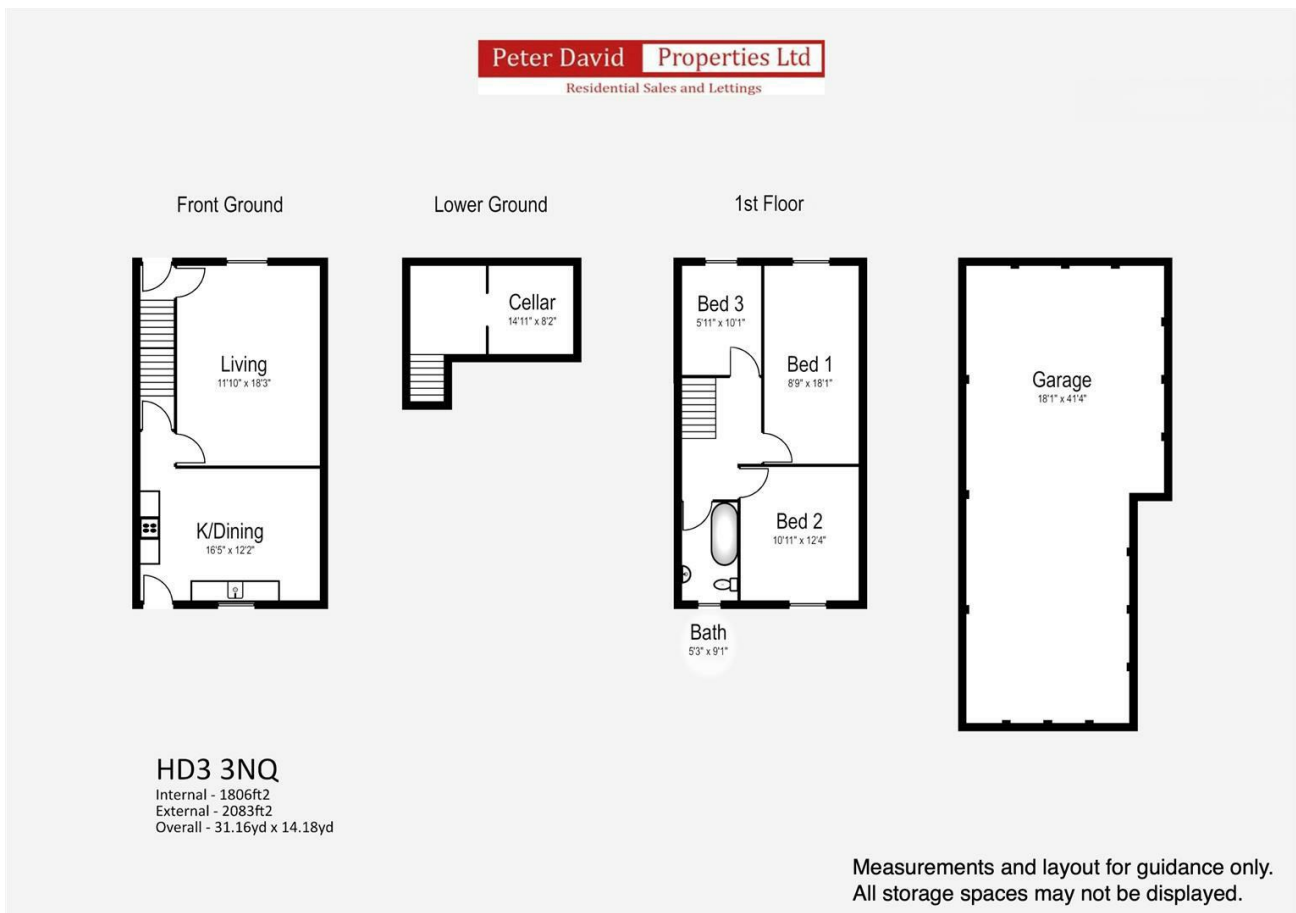 Peter David Properties Ltd
Residential Sales and Lettings
Front Ground
Lower Ground
1st Floor
Living
11'10" x 18'3"
K/Dining
16'5" x 12'2"
Cellar
14'11" x 8'2"
Bed 3
5'11" x 10'1"
Bed 1
8'9" x 18'1"
Bed 2
10'11" x 12'4"
Bath
5'3" x 9'1"
Garage
18'1" x 41'4"
HD3 3NQ
Internal - 1806ft2
External - 2083ft2
Overall - 31.16yd x 14.18yd
Measurements and layout for guidance only.
All storage spaces may not be displayed.